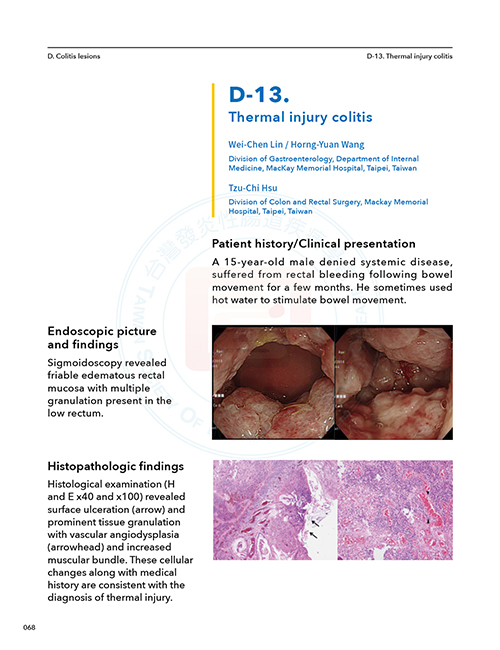 D. Colitis lesions
D-13. Thermal injury colitis
D-13.
Thermal injury colitis
Wei-Chen Lin / Horng-Yuan Wang
Division of Gastroenterology, Department of Internal
Medicine, MacKay Memorial Hospital, Taipei, Taiwan
Tzu-Chi Hsu
Division of Colon and Rectal Surgery, Mackay Memorial
Hospital, Taipei, Taiwan
Patient history/Clinical presentation
A 15-year-old male denied systemic disease,
suffered from rectal bleeding following bowel
movement for a few months. He sometimes used
hot water to stimulate bowel movement.
Endoscopic picture
and findings
Sigmoidoscopy revealed
friable edematous rectal
mucosa with multiple
granulation present in the
low rectum.
Histopathologic findings
Histological examination (H
and E x40 and x100) revealed
surface ulceration (arrow) and
prominent tissue granulation
with vascular angiodysplasia
(arrowhead) and increased
muscular bundle. These cellular
changes along with medical
history are consistent with the
diagnosis of thermal injury.
068